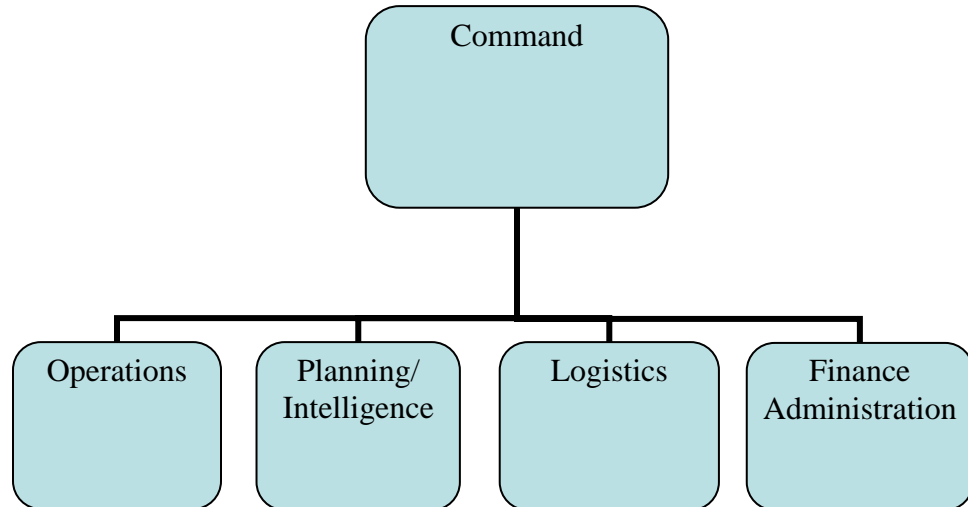 Command
Operations
Planning/
Intelligence
Logistics
Finance
Administration